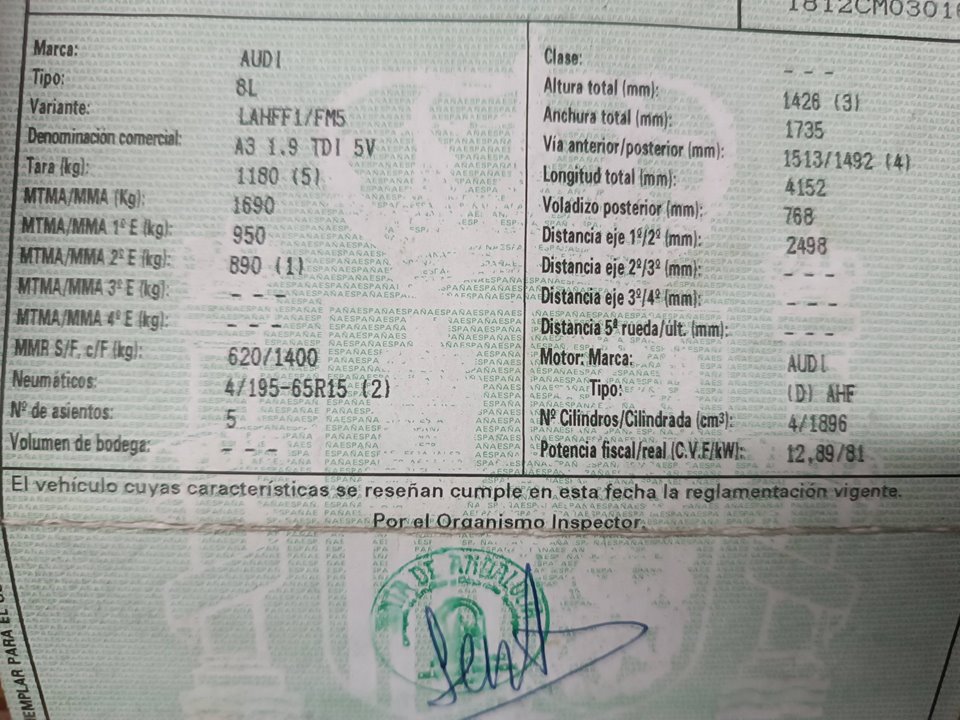 1812CM0301
Marca: AUDI
Tipo: 8L
Variante: LAHFF1/FM5
Denominación comercial: A3 1.9 TDI 5V
Tara (kg): 1180 (5)
MTMA/MMA (Kg): 1690
MTMA/MMA 1º E (kg): 950
MTMA/MMA 2º E (kg): 890 (1)
MTMA/MMA 3º E (kg): - - -
MTMA/MMA 4º E (kg): - - -
MMR S/F, c/F (kg): 620/1400
Neumáticos: 4/195-65R15 (2)
Nº de asientos: 5
Volumen de bodega: - - -
Clase: - - -
Altura total (mm): 1426 (3)
Anchura total (mm): 1735
Vía anterior/posterior (mm): 1513/1492 (4)
Longitud total (mm): 4152
Voladizo posterior (mm): 768
Distancia eje 1º/2º (mm): 2498
Distancia eje 2º/3º (mm): - - -
Distancia eje 3º/4º (mm): - - -
Distancia 5ª rueda/últ. (mm): - - -
Motor: Marca: AUDI
Tipo: (D) AHF
Nº Cilindros/Cilindrada (cm³): 4/1896
Potencia fiscal/real (C.V.F/kW): 12,89/81
El vehículo cuyas características se reseñan cumple en esta fecha la reglamentación vigente.
Por el Organismo Inspector.
DE ANDALUC
EMPLAR PARA EL